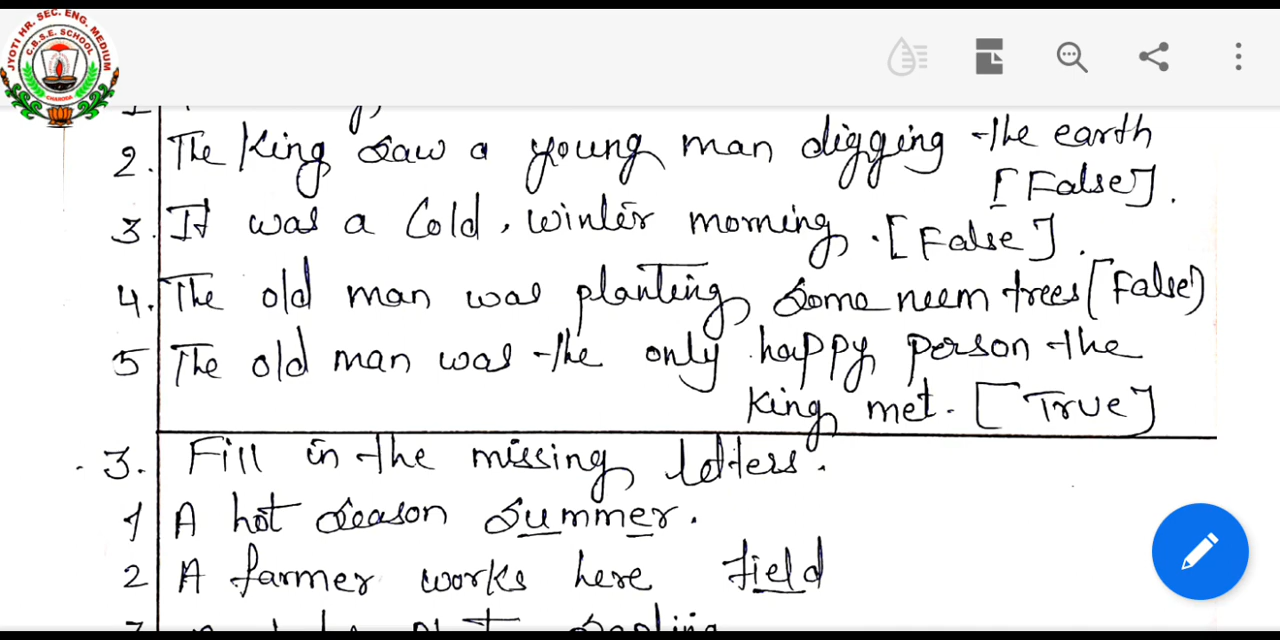 JYOTI HR. SEC. ENG. MEDIUM
C.B.S.E. SCHOOL
CHANDSA
2. The King saw a young man digging the earth
[False].
3. It was a Cold, winter morning. [False].
4. The old man was planting some neem trees (False)
5 The old man was the only happy person the
King met. [True]
3. Fill in the missing letters.
1 A hot season summer.
2 A farmer works here field